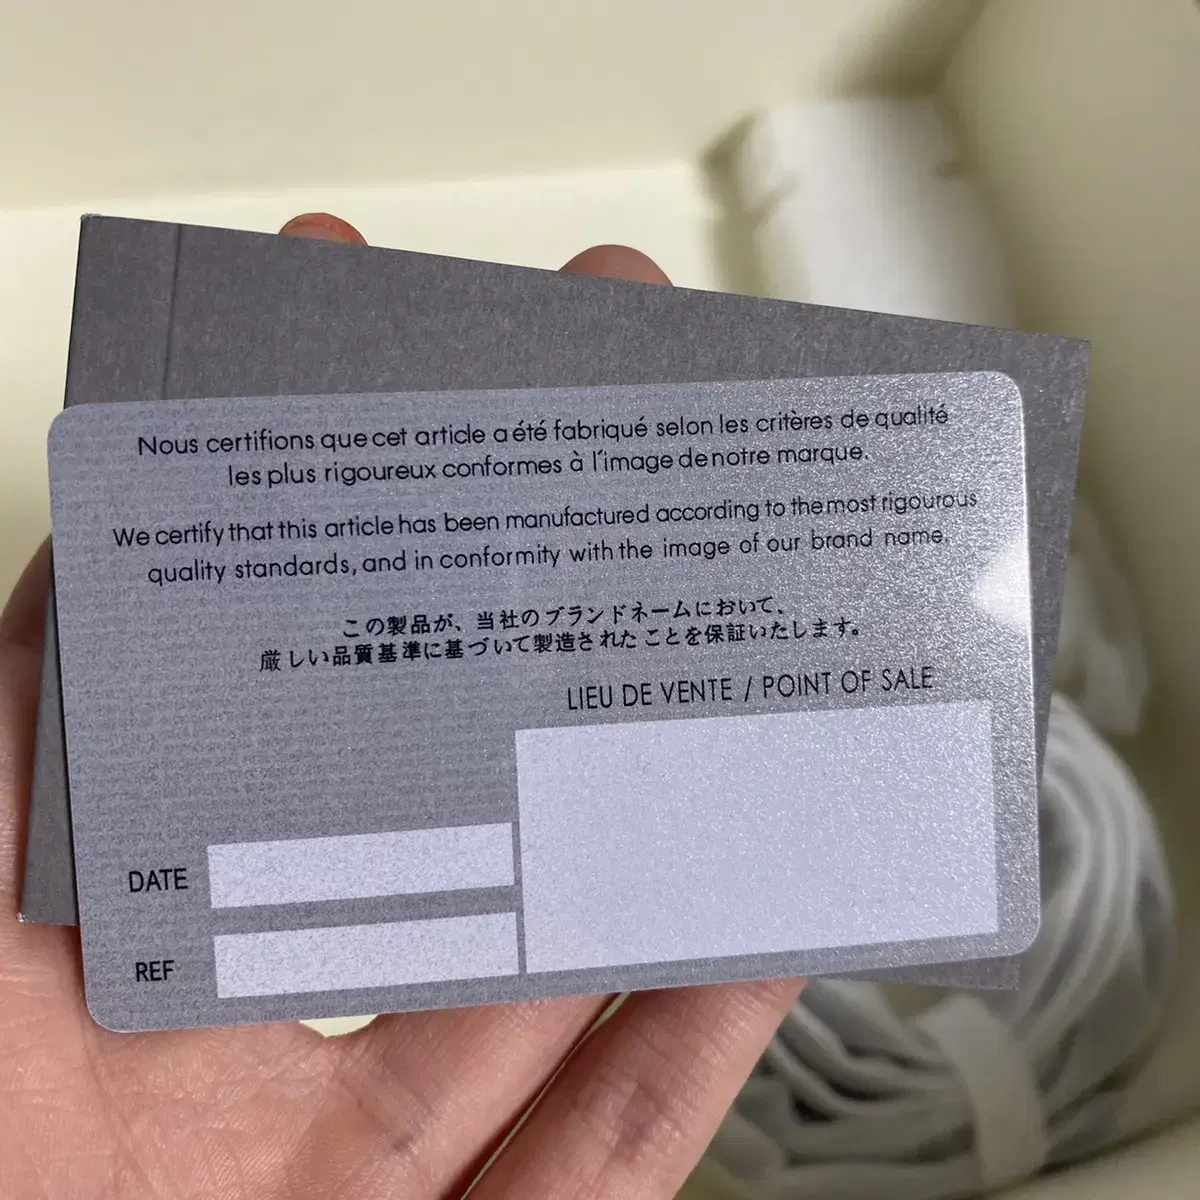 Nous certifions que cet article a été fabriqué selon les critères de qualité
les plus rigoureux conformes à l'image de notre marque.
We certify that this article has been manufactured according to the most rigourous
quality standards, and in conformity with the image of our brand name.
この製品が、当社のブランドネームにおいて、
厳しい品質基準に基づいて製造されたことを保証いたします。
LIEU DE VENTE / POINT OF SALE
DATE
REF